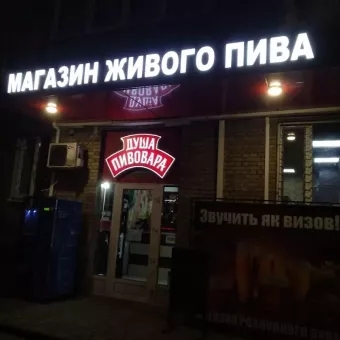 МАГАЗИН ЖИВОГО ПИВА
ДУША
ПИВОВАРА
Звучить як визов!